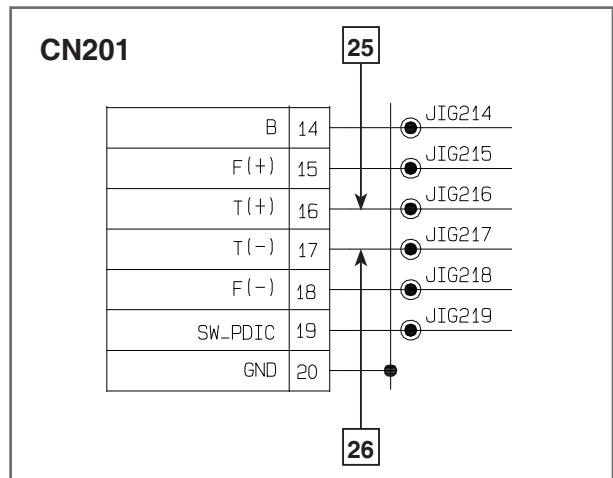 CN201
25
B 14 JIG214
F(+) 15 JIG215
T(+) 16 JIG216
T(-) 17 JIG217
F(-) 18 JIG218
SW_PDIC 19 JIG219
GND 20
26